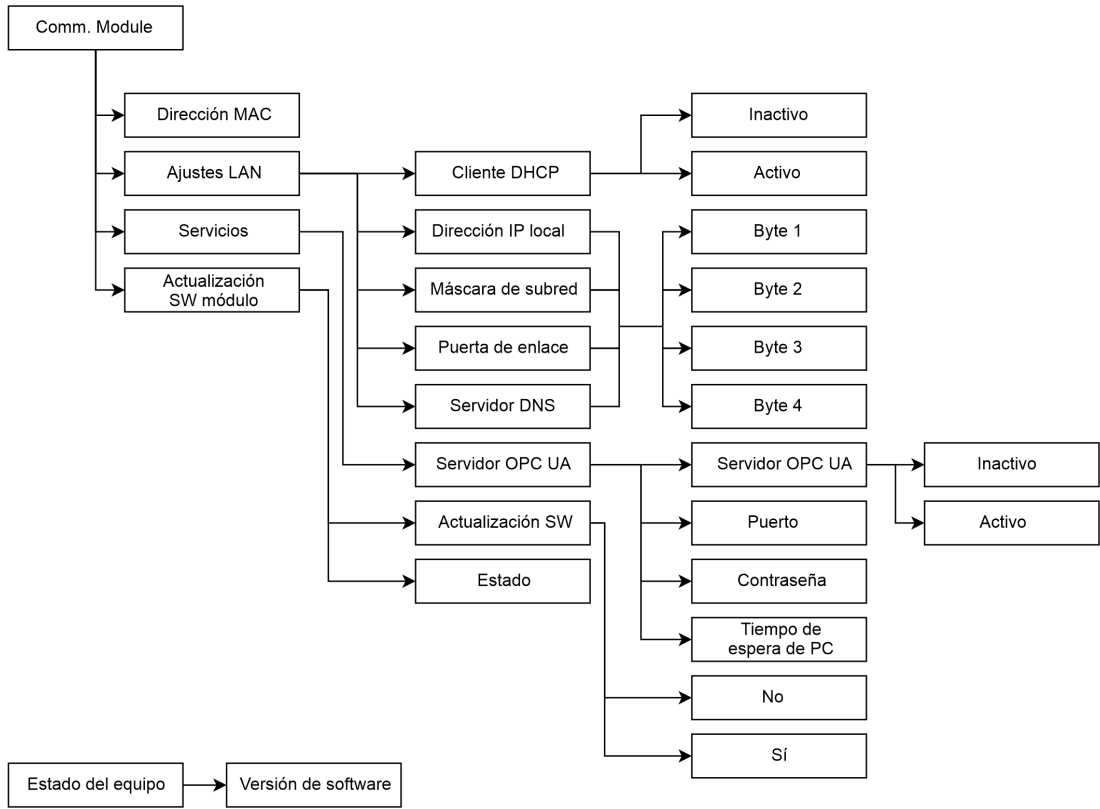 Comm. Module
Dirección MAC
Inactivo
Ajustes LAN
Cliente DHCP
Activo
Servicios
Dirección IP local
Byte 1
Actualización
SW módulo
Máscara de subred
Byte 2
Puerta de enlace
Byte 3
Servidor DNS
Byte 4
Servidor OPC UA
Servidor OPC UA
Inactivo
Actualización SW
Puerto
Activo
Estado
Contraseña
Tiempo de
espera de PC
No
Sí
Estado del equipo
Versión de software